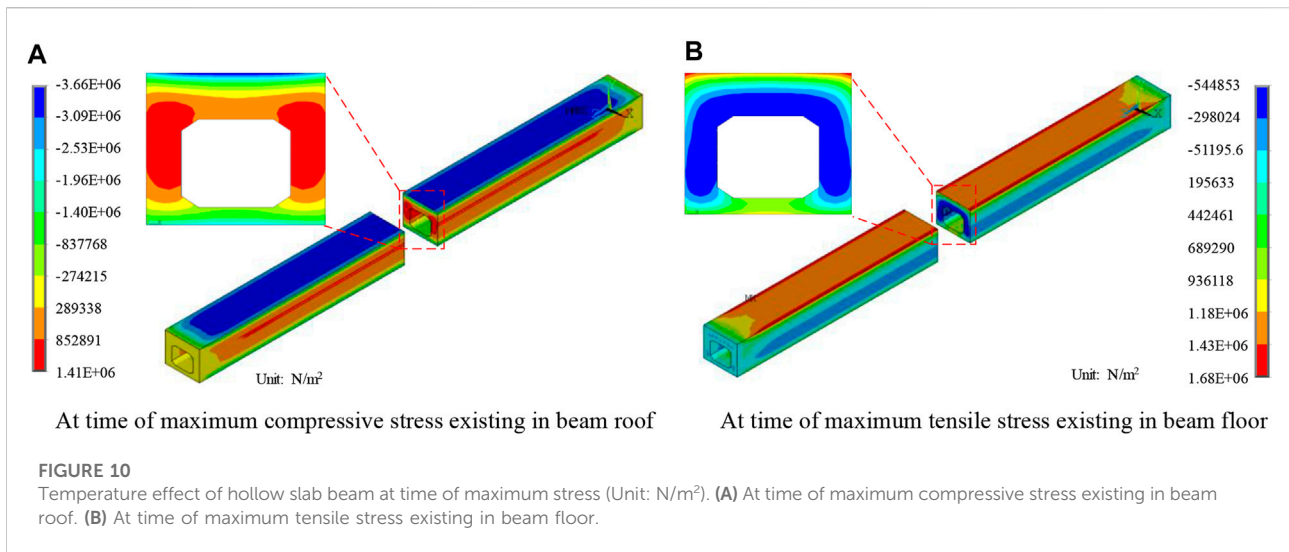 A
B
-3.66E+06
-3.09E+06
-2.53E+06
-1.96E+06
-1.40E+06
-837768
-274215
289338
852891
1.41E+06
Unit: N/m²
-544853
-298024
-51195.6
195633
442461
689290
936118
1.18E+06
1.43E+06
1.68E+06
Unit: N/m²
At time of maximum compressive stress existing in beam roof
At time of maximum tensile stress existing in beam floor
FIGURE 10
Temperature effect of hollow slab beam at time of maximum stress (Unit: N/m²). (A) At time of maximum compressive stress existing in beam
roof. (B) At time of maximum tensile stress existing in beam floor.